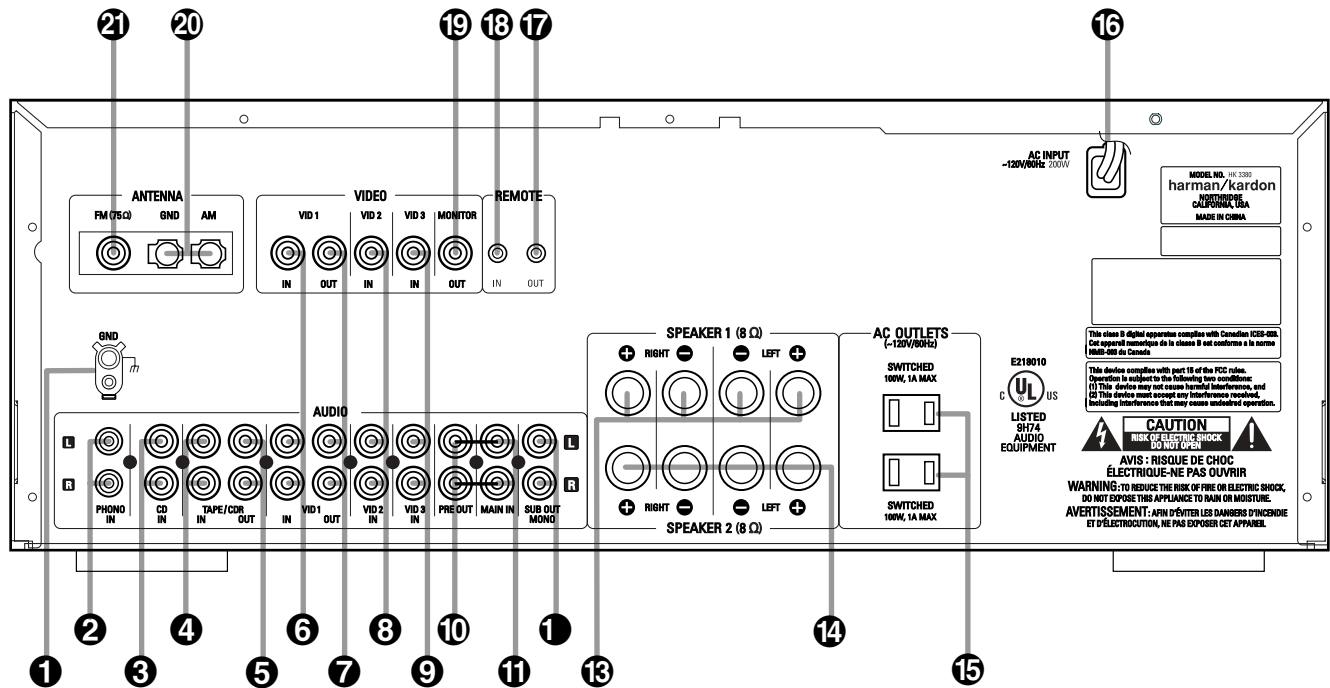 21 20 19 18 17 16
AC INPUT
~120V/60Hz 200W
MODEL NO. HK 3380
harman/kardon
NORTHRIDGE
CALIFORNIA, USA
MADE IN CHINA
ANTENNA
FM (75Ω) GND AM
VIDEO
VID 1 VID 2 VID 3 MONITOR
IN OUT IN IN OUT
REMOTE
IN OUT
GND
SPEAKER 1 (8 Ω)
+ RIGHT − − LEFT +
+ RIGHT − − LEFT +
SPEAKER 2 (8 Ω)
AC OUTLETS
(~120V/60Hz)
SWITCHED
100W, 1A MAX
SWITCHED
100W, 1A MAX
E218010
C UL US
LISTED
9H74
AUDIO
EQUIPMENT
This class B digital apparatus complies with Canadian ICES-003.
Cet appareil numerique de la classe B est conforme a la norme
NMB-003 du Canada
This device complies with part 15 of the FCC rules.
Operation is subject to the following two conditions:
(1) This device may not cause harmful interference, and
(2) This device must accept any interference received,
including interference that may cause undesired operation.
CAUTION
RISK OF ELECTRIC SHOCK
DO NOT OPEN
AVIS : RISQUE DE CHOC
ÉLECTRIQUE-NE PAS OUVRIR
WARNING : TO REDUCE THE RISK OF FIRE OR ELECTRIC SHOCK,
DO NOT EXPOSE THIS APPLIANCE TO RAIN OR MOISTURE.
AVERTISSEMENT : AFIN D'ÉVITER LES DANGERS D'INCENDIE
ET D'ÉLECTROCUTION, NE PAS EXPOSER CET APPAREIL
AUDIO
L L
R R
PHONO CD TAPE/CDR VID1 VID 2 VID 3 PRE OUT MAIN IN SUB OUT
IN IN IN OUT IN OUT IN IN MONO
2 4 6 8 10 1 14
1 3 5 7 9 11 13 15